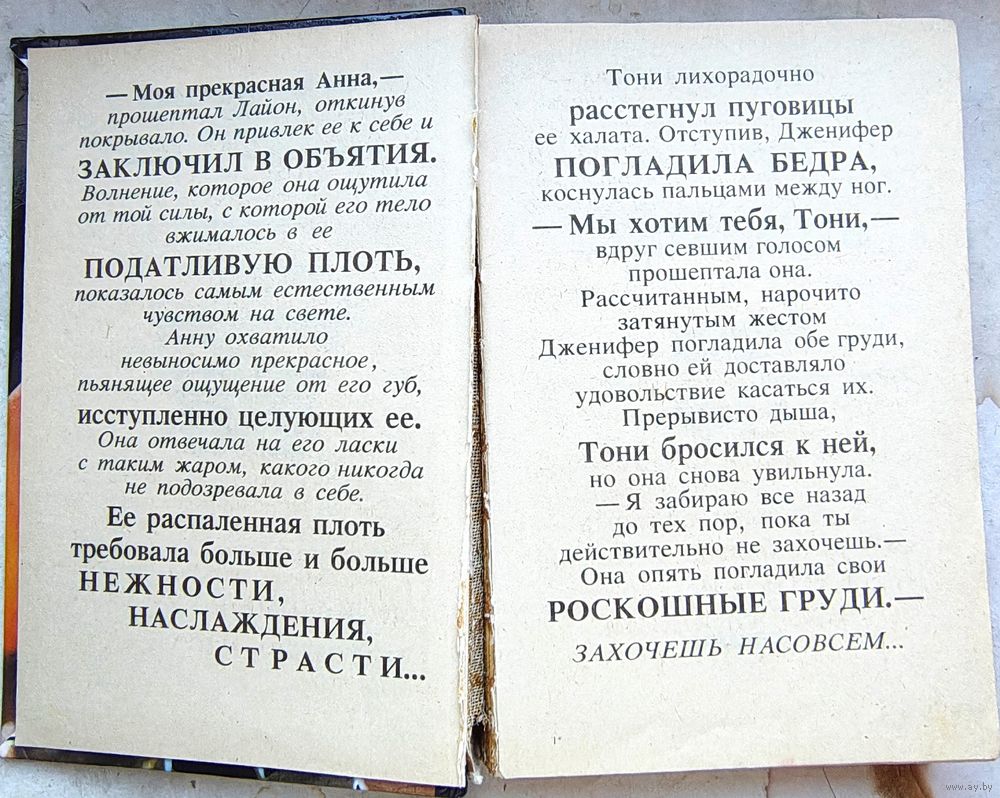 — Моя прекрасная Анна,—
прошептал Лайон, откинув
покрывало. Он привлек ее к себе и
ЗАКЛЮЧИЛ В ОБЪЯТИЯ.
Волнение, которое она ощутила
от той силы, с которой его тело
вжималось в ее
ПОДАТЛИВУЮ ПЛОТЬ,
показалось самым естественным
чувством на свете.
Анну охватило
невыносимо прекрасное,
пьянящее ощущение от его губ,
исступленно целующих ее.
Она отвечала на его ласки
с таким жаром, какого никогда
не подозревала в себе.
Ее распаленная плоть
требовала больше и больше
НЕЖНОСТИ,
НАСЛАЖДЕНИЯ,
СТРАСТИ...
Тони лихорадочно
расстегнул пуговицы
ее халата. Отступив, Дженифер
ПОГЛАДИЛА БЕДРА,
коснулась пальцами между ног.
— Мы хотим тебя, Тони,—
вдруг севшим голосом
прошептала она.
Рассчитанным, нарочито
затянутым жестом
Дженифер погладила обе груди,
словно ей доставляло
удовольствие касаться их.
Прерывисто дыша,
Тони бросился к ней,
но она снова увильнула.
— Я забираю все назад
до тех пор, пока ты
действительно не захочешь.—
Она опять погладила свои
РОСКОШНЫЕ ГРУДИ.—
ЗАХОЧЕШЬ НАСОВСЕМ...
1*
www.ay.by